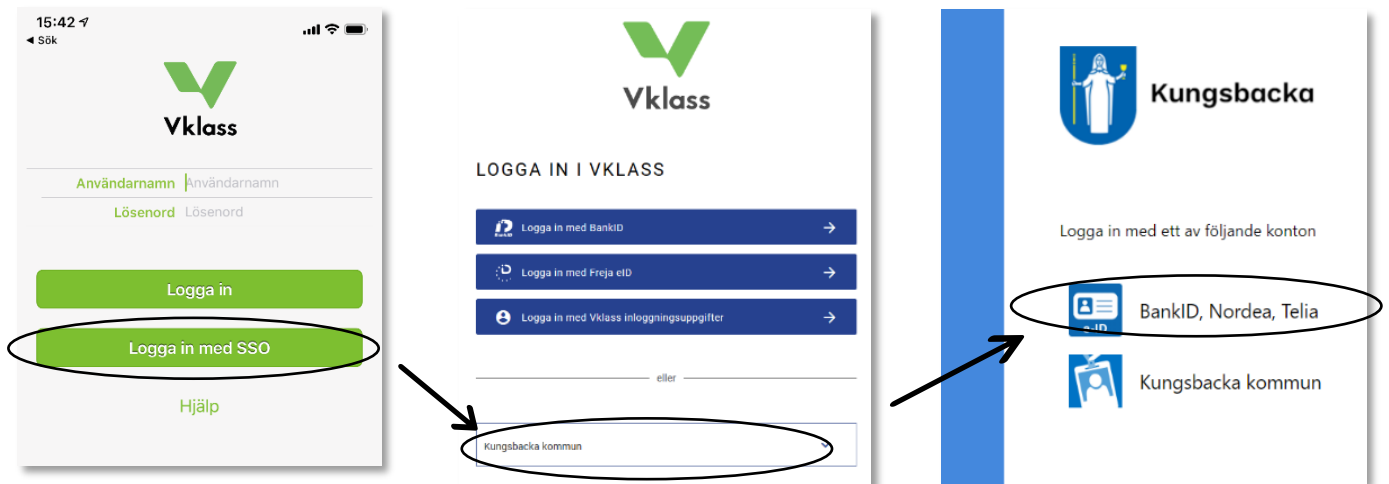 15:42
◄ Sök
Vklass
Användarnamn Användarnamn
Lösenord Lösenord
Logga in
Logga in med SSO
Hjälp
Vklass
LOGGA IN I VKLASS
BankID Logga in med BankID
Logga in med Freja eID
Logga in med Vklass inloggningsuppgifter
eller
Kungsbacka kommun
Kungsbacka
Logga in med ett av följande konton
BankID, Nordea, Telia
e-ID
Kungsbacka kommun